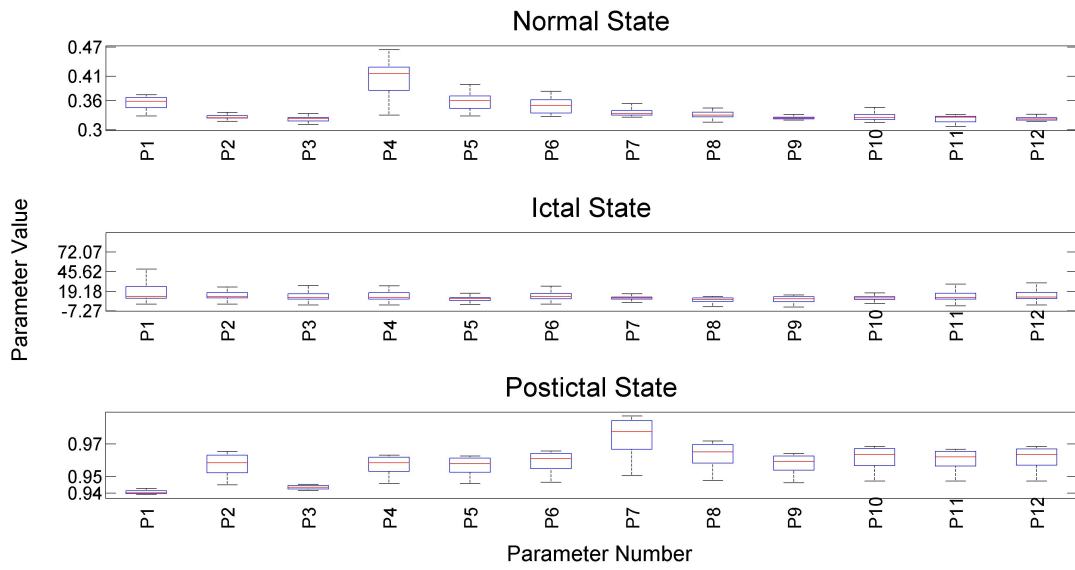 Normal State
0.47
0.41
0.36
0.3
P1 P2 P3 P4 P5 P6 P7 P8 P9 P10 P11 P12
Ictal State
Parameter Value
72.07
45.62
19.18
-7.27
P1 P2 P3 P4 P5 P6 P7 P8 P9 P10 P11 P12
Postictal State
0.97
0.95
0.94
P1 P2 P3 P4 P5 P6 P7 P8 P9 P10 P11 P12
Parameter Number